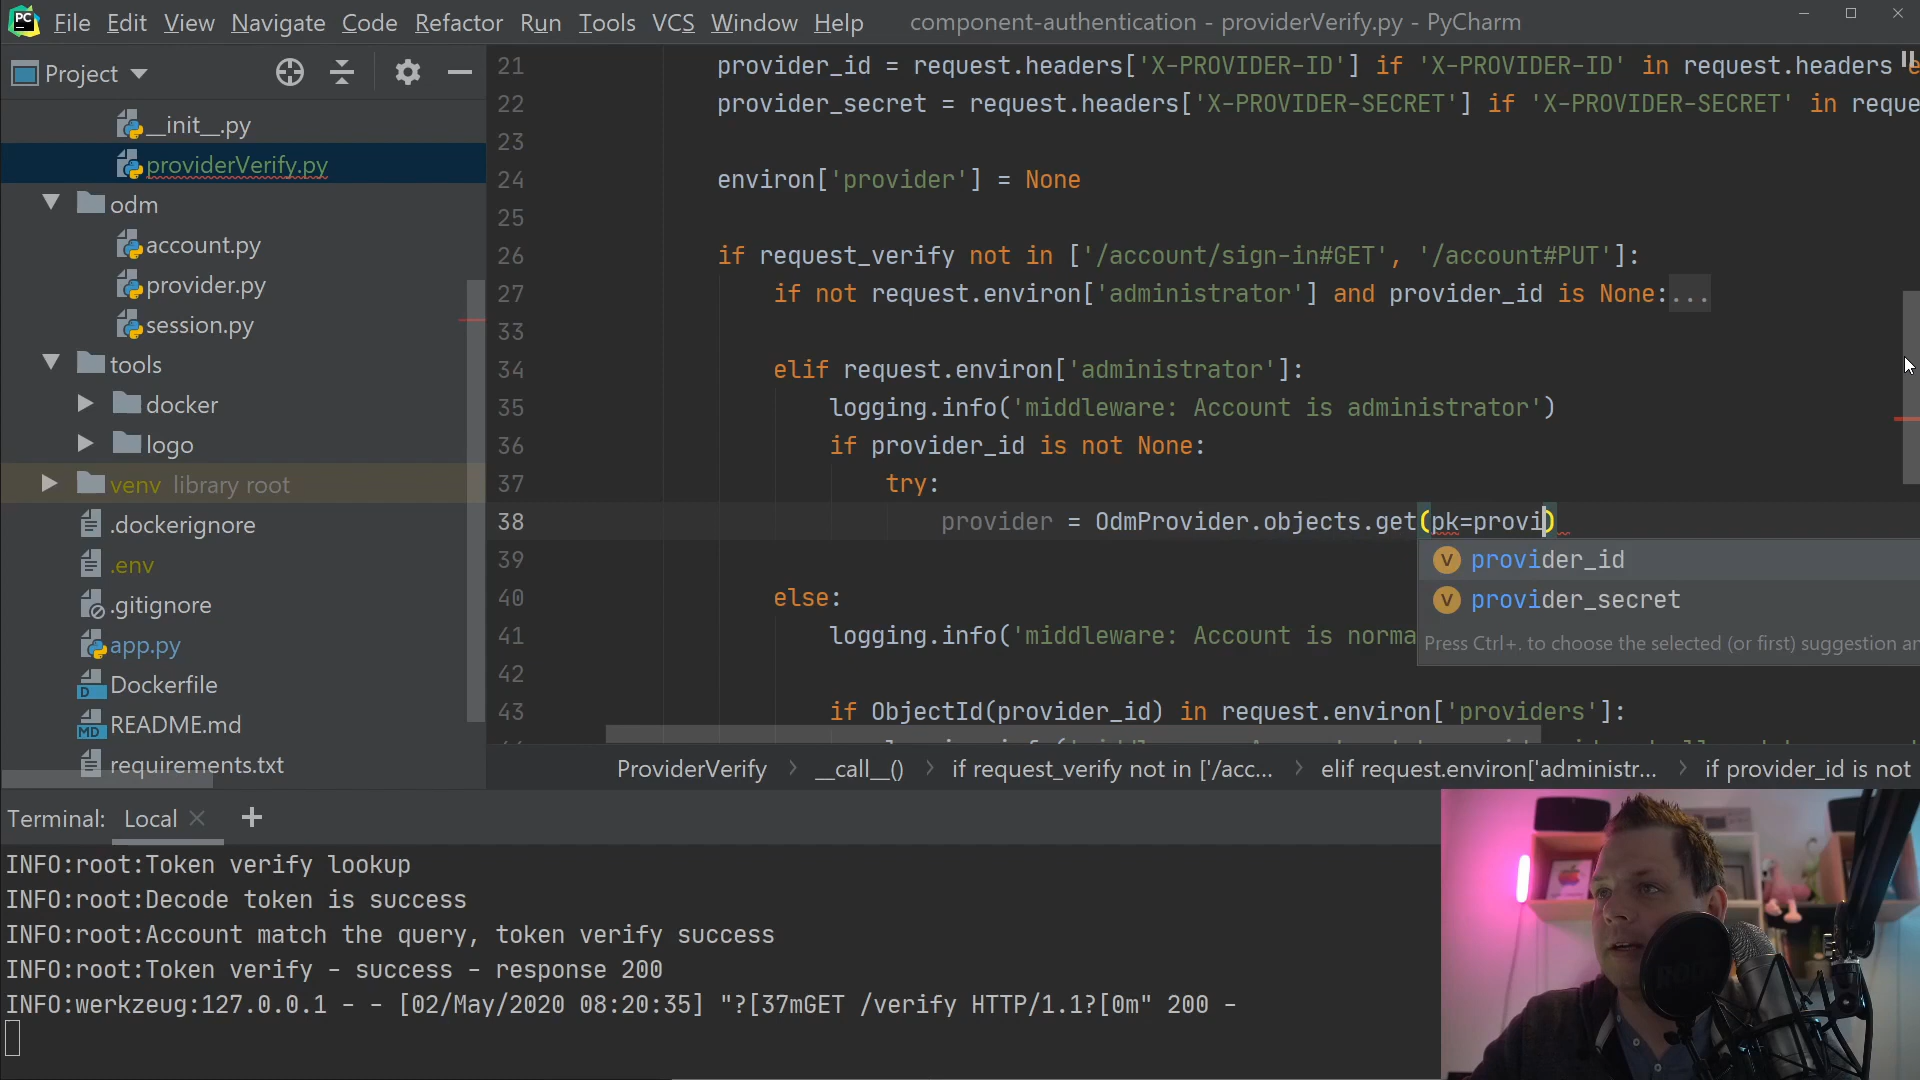 PC File Edit View Navigate Code Refactor Run Tools VCS Window Help component-authentication - providerVerify.py - PyCharm
Project
__init__.py
providerVerify.py
odm
account.py
provider.py
session.py
tools
docker
logo
venv library root
.dockerignore
.env
.gitignore
app.py
Dockerfile
README.md
requirements.txt
21 provider_id = request.headers['X-PROVIDER-ID'] if 'X-PROVIDER-ID' in request.headers e
22 provider_secret = request.headers['X-PROVIDER-SECRET'] if 'X-PROVIDER-SECRET' in reque
23
24 environ['provider'] = None
25
26 if request_verify not in ['/account/sign-in#GET', '/account#PUT']:
27 if not request.environ['administrator'] and provider_id is None:...
33
34 elif request.environ['administrator']:
35 logging.info('middleware: Account is administrator')
36 if provider_id is not None:
37 try:
38 provider = OdmProvider.objects.get(pk=provi)
39
40 else:
41 logging.info('middleware: Account is norma
42
43 if ObjectId(provider_id) in request.environ['providers']:
V provider_id
V provider_secret
Press Ctrl+. to choose the selected (or first) suggestion an
ProviderVerify > __call__() > if request_verify not in ['/acc... > elif request.environ['administr... > if provider_id is not
Terminal: Local × +
INFO:root:Token verify lookup
INFO:root:Decode token is success
INFO:root:Account match the query, token verify success
INFO:root:Token verify - success - response 200
INFO:werkzeug:127.0.0.1 - - [02/May/2020 08:20:35] "?[37mGET /verify HTTP/1.1?[0m" 200 -